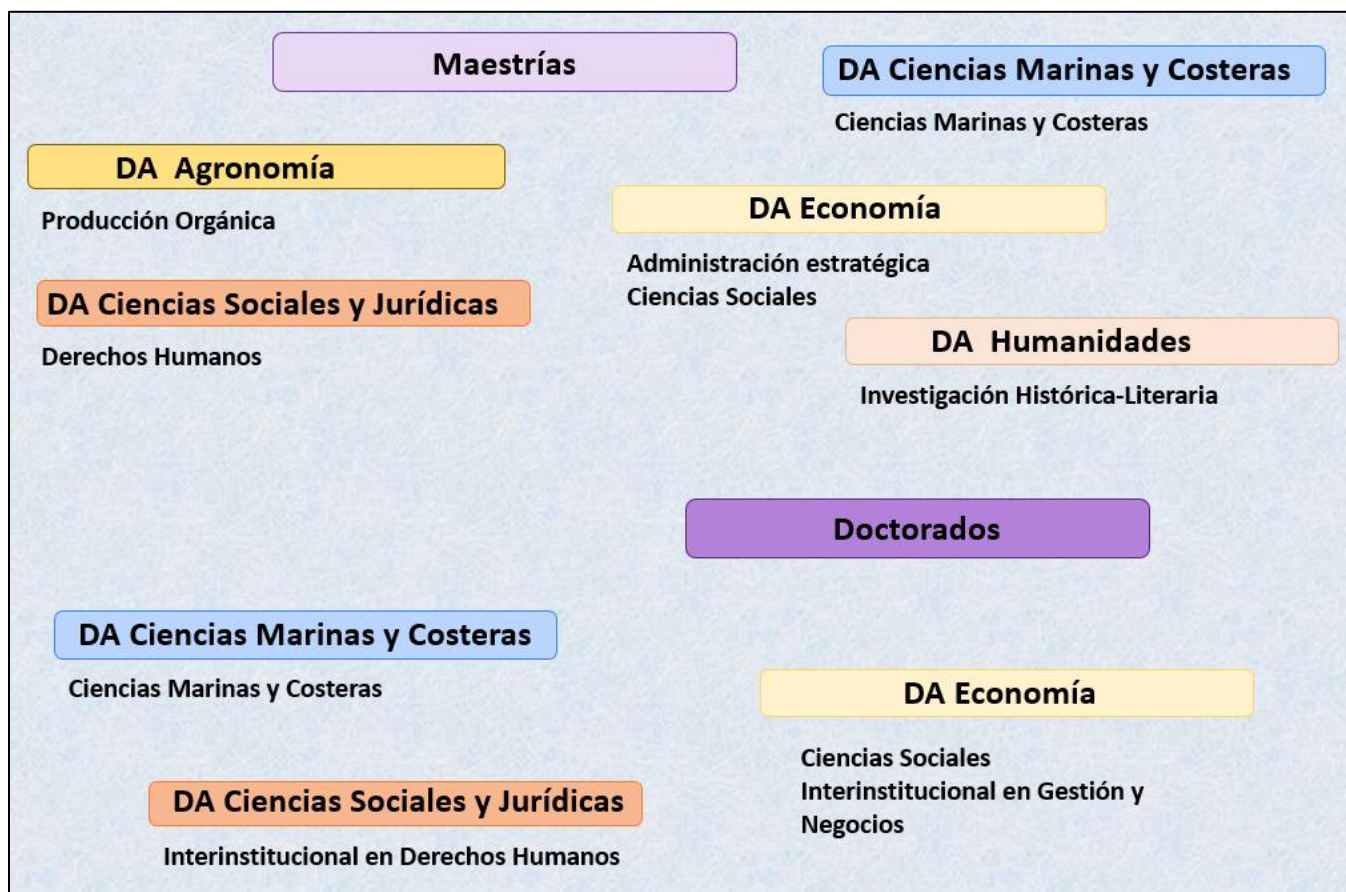 Maestrías
DA Ciencias Marinas y Costeras
Ciencias Marinas y Costeras
DA Agronomía
Producción Orgánica
DA Economía
Administración estratégica
Ciencias Sociales
DA Ciencias Sociales y Jurídicas
Derechos Humanos
DA Humanidades
Investigación Histórica-Literaria
Doctorados
DA Ciencias Marinas y Costeras
Ciencias Marinas y Costeras
DA Economía
Ciencias Sociales
Interinstitucional en Gestión y
Negocios
DA Ciencias Sociales y Jurídicas
Interinstitucional en Derechos Humanos